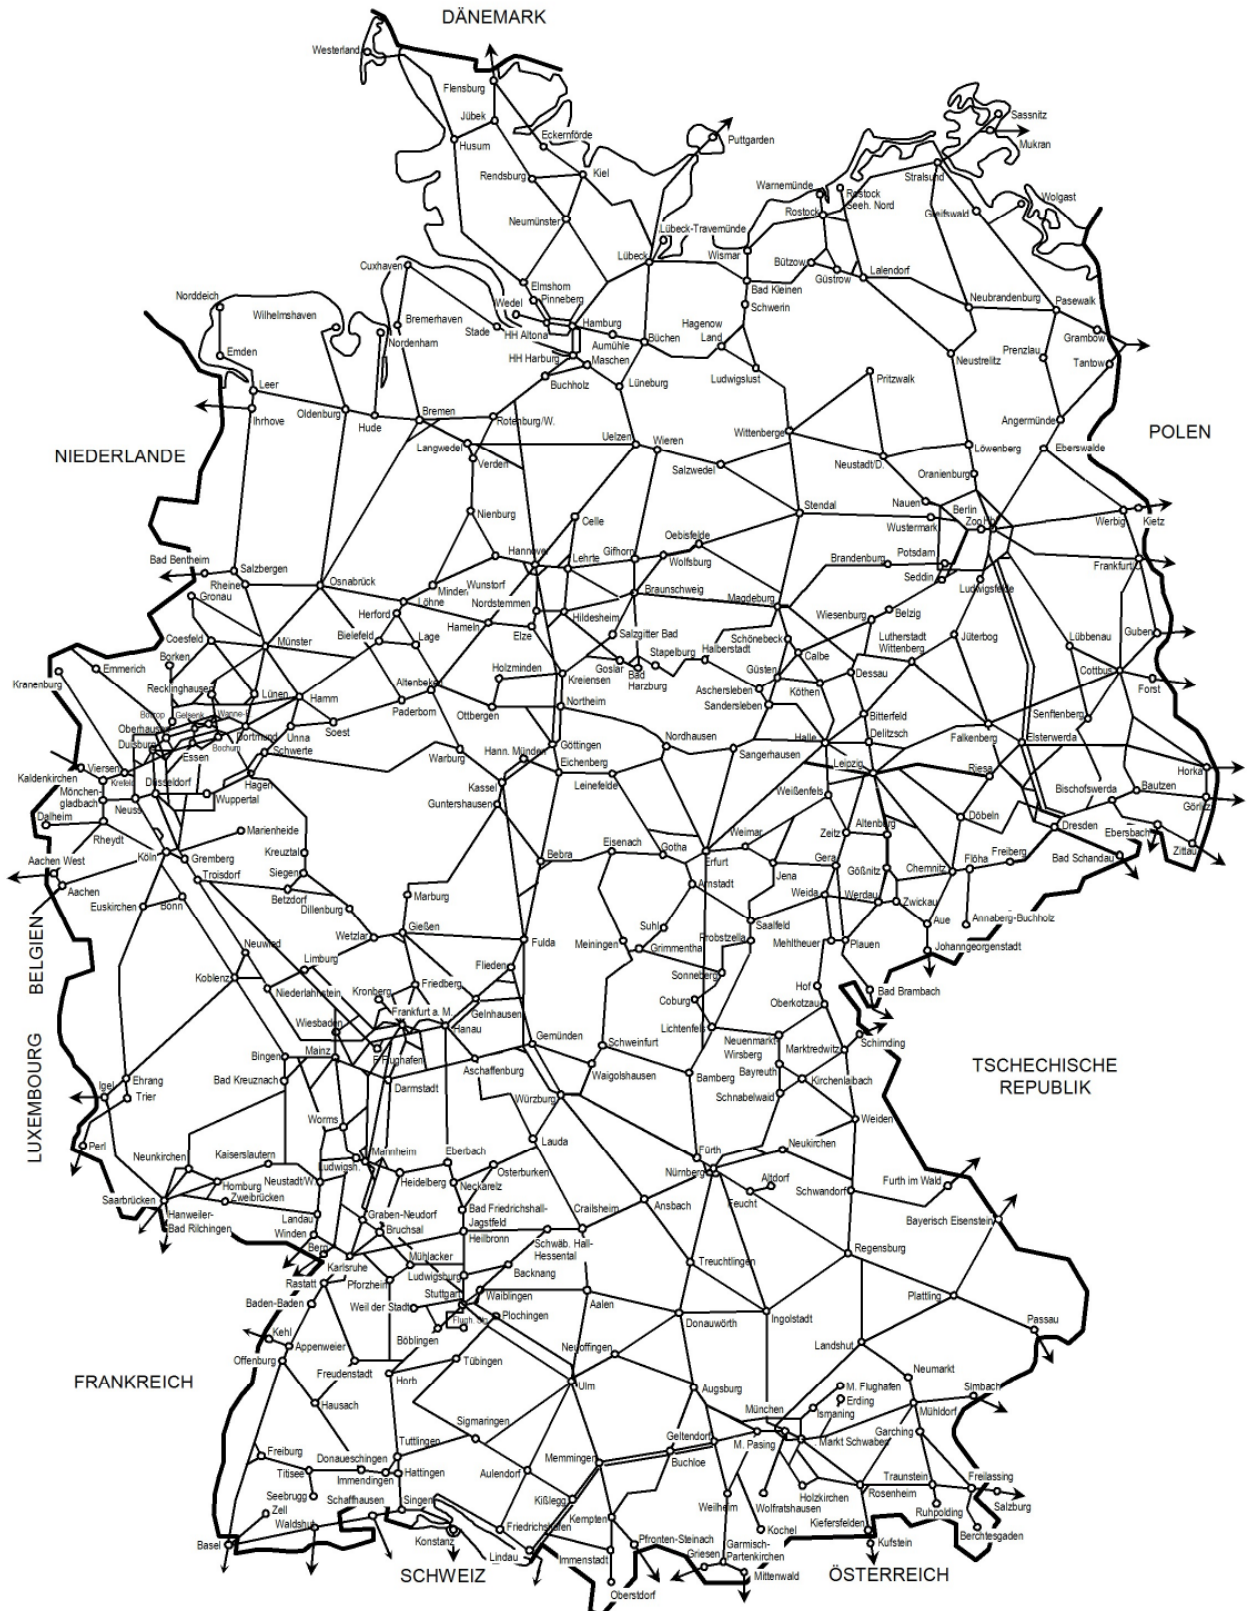 DÄNEMARK
Westerland
Flensburg
Jübek
Husum
Eckernförde
Rendsburg
Kiel
Neumünster
Puttgarden
Sassnitz
Mukran
Stralsund
Wolgast
Warnemünde
Rostock
Seeh. Nord
Rostock
Greifswald
Lübeck-Travemünde
Lübeck
Wismar
Bützow
Güstrow
Lalendorf
Bad Kleinen
Schwerin
Neubrandenburg
Pasewalk
Cuxhaven
Elmshorn
Pinneberg
Wedel
Norddeich
Wilhelmshaven
Bremerhaven
Nordenham
Stade
HH Altona
Hamburg
Aumühle
HH Harburg
Maschen
Büchen
Hagenow
Land
Grambow
Tantow
Prenzlau
Neustrelitz
Emden
Leer
Ihrhove
Oldenburg
Hude
Bremen
Buchholz
Lüneburg
Ludwigslust
Pritzwalk
Rotenburg/W.
Angermünde
POLEN
NIEDERLANDE
Langwedel
Verden
Uelzen
Wieren
Wittenberge
Salzwedel
Neustadt/D.
Löwenberg
Oranienburg
Eberswalde
Nienburg
Celle
Stendal
Nauen
Wustermark
Berlin
Zoo
Hbf
Werbig
Kietz
Bad Bentheim
Salzbergen
Rheine
Gronau
Osnabrück
Hannover
Lehrte
Gifhorn
Oebisfelde
Wolfsburg
Brandenburg
Potsdam
Seddin
Ludwigsfelde
Frankfurt/O.
Minden
Wunstorf
Löhne
Nordstemmen
Braunschweig
Magdeburg
Wiesenburg
Belzig
Coesfeld
Münster
Herford
Bielefeld
Lage
Hameln
Elze
Hildesheim
Salzgitter Bad
Goslar
Bad
Harzburg
Stapelburg
Halberstadt
Schönebeck
Calbe
Güsten
Lutherstadt
Wittenberg
Jüterbog
Lübbenau
Guben
Cottbus
Forst
Borken
Emmerich
Kranenburg
Recklinghausen
Lünen
Hamm
Altenbeken
Holzminden
Kreiensen
Aschersleben
Sandersleben
Köthen
Dessau
Bottrop
Gelsenk.
Wanne-E.
Oberhausen
Duisburg
Essen
Bochum
Dortmund
Unna
Schwerte
Soest
Paderborn
Ottbergen
Northeim
Bitterfeld
Delitzsch
Halle
Leipzig
Falkenberg
Senftenberg
Elsterwerda
Viersen
Krefeld
Kaldenkirchen
Mönchen-
gladbach
Düsseldorf
Hagen
Wuppertal
Neuss
Dalheim
Rheydt
Warburg
Hann. Münden
Göttingen
Eichenberg
Kassel
Guntershausen
Leinefelde
Nordhausen
Sangerhausen
Weißenfels
Riesa
Bischofswerda
Bautzen
Horka
Görlitz
Dresden
Ebersbach
Zittau
Bad Schandau
Köln
Gremberg
Troisdorf
Marienheide
Kreuztal
Siegen
Betzdorf
Dillenburg
Aachen West
Aachen
BELGIEN
Euskirchen
Bonn
Marburg
Bebra
Eisenach
Gotha
Erfurt
Weimar
Jena
Zeitz
Altenburg
Gera
Gößnitz
Döbeln
Chemnitz
Flöha
Freiberg
Arnstadt
Weida
Werdau
Zwickau
Aue
Annaberg-Buchholz
Johanngeorgenstadt
Wetzlar
Gießen
Fulda
Flieden
Meiningen
Suhl
Grimmenthal
Probstzella
Saalfeld
Mehltheuer
Plauen
Neuwied
Koblenz
Limburg
Niederlahnstein
Kronberg
Friedberg
Sonneberg
Coburg
Hof
Oberkotzau
Bad Brambach
LUXEMBOURG
Wiesbaden
Frankfurt a. M.
Hanau
Gelnhausen
Gemünden
Schweinfurt
Lichtenfels
Neuenmarkt-
Wirsberg
Marktredwitz
Schirnding
TSCHECHISCHE
REPUBLIK
Bingen
Mainz
F. Flughafen
Bad Kreuznach
Darmstadt
Aschaffenburg
Waigolshausen
Bamberg
Bayreuth
Kirchenlaibach
Schnabelwaid
Ehrang
Igel
Trier
Perl
Worms
Würzburg
Weiden
Neunkirchen
Kaiserslautern
Ludwigsh.
Mannheim
Eberbach
Lauda
Osterburken
Fürth
Nürnberg
Neukirchen
Saarbrücken
Homburg
Zweibrücken
Hanweiler-
Bad Rilchingen
Neustadt/W.
Heidelberg
Neckarelz
Altdorf
Feucht
Schwandorf
Furth im Wald
Bayerisch Eisenstein
Landau
Winden
Berg
Graben-Neudorf
Bruchsal
Bad Friedrichshall-
Jagstfeld
Heilbronn
Crailsheim
Schwäb. Hall-
Hessental
Ansbach
Regensburg
Karlsruhe
Rastatt
Pforzheim
Mühlacker
Ludwigsburg
Backnang
Treuchtlingen
Plattling
Baden-Baden
Weil der Stadt
Stuttgart
Waiblingen
Flugh. Stg.
Plochingen
Aalen
Donauwörth
Ingolstadt
Passau
Kehl
Appenweier
Offenburg
Böblingen
Landshut
FRANKREICH
Freudenstadt
Horb
Tübingen
Neuoffingen
Ulm
Augsburg
Neumarkt
Simbach
Hausach
Sigmaringen
M. Flughafen
Erding
Ismaning
München
Mühldorf
Garching
Freiburg
Titisee
Donaueschingen
Immendingen
Tuttlingen
Hattingen
Memmingen
Geltendorf
M. Pasing
Markt Schwaben
Buchloe
Seebrugg
Schaffhausen
Singen
Aulendorf
Kißlegg
Kempten
Weilheim
Wolfratshausen
Holzkirchen
Rosenheim
Traunstein
Freilassing
Salzburg
Zell
Waldshut
Basel
Konstanz
Friedrichshafen
Lindau
Immenstadt
Pfronten-Steinach
Kochel
Kiefersfelden
Kufstein
Ruhpolding
Berchtesgaden
SCHWEIZ
Griesen
Garmisch-
Partenkirchen
Mittenwald
Oberstdorf
ÖSTERREICH